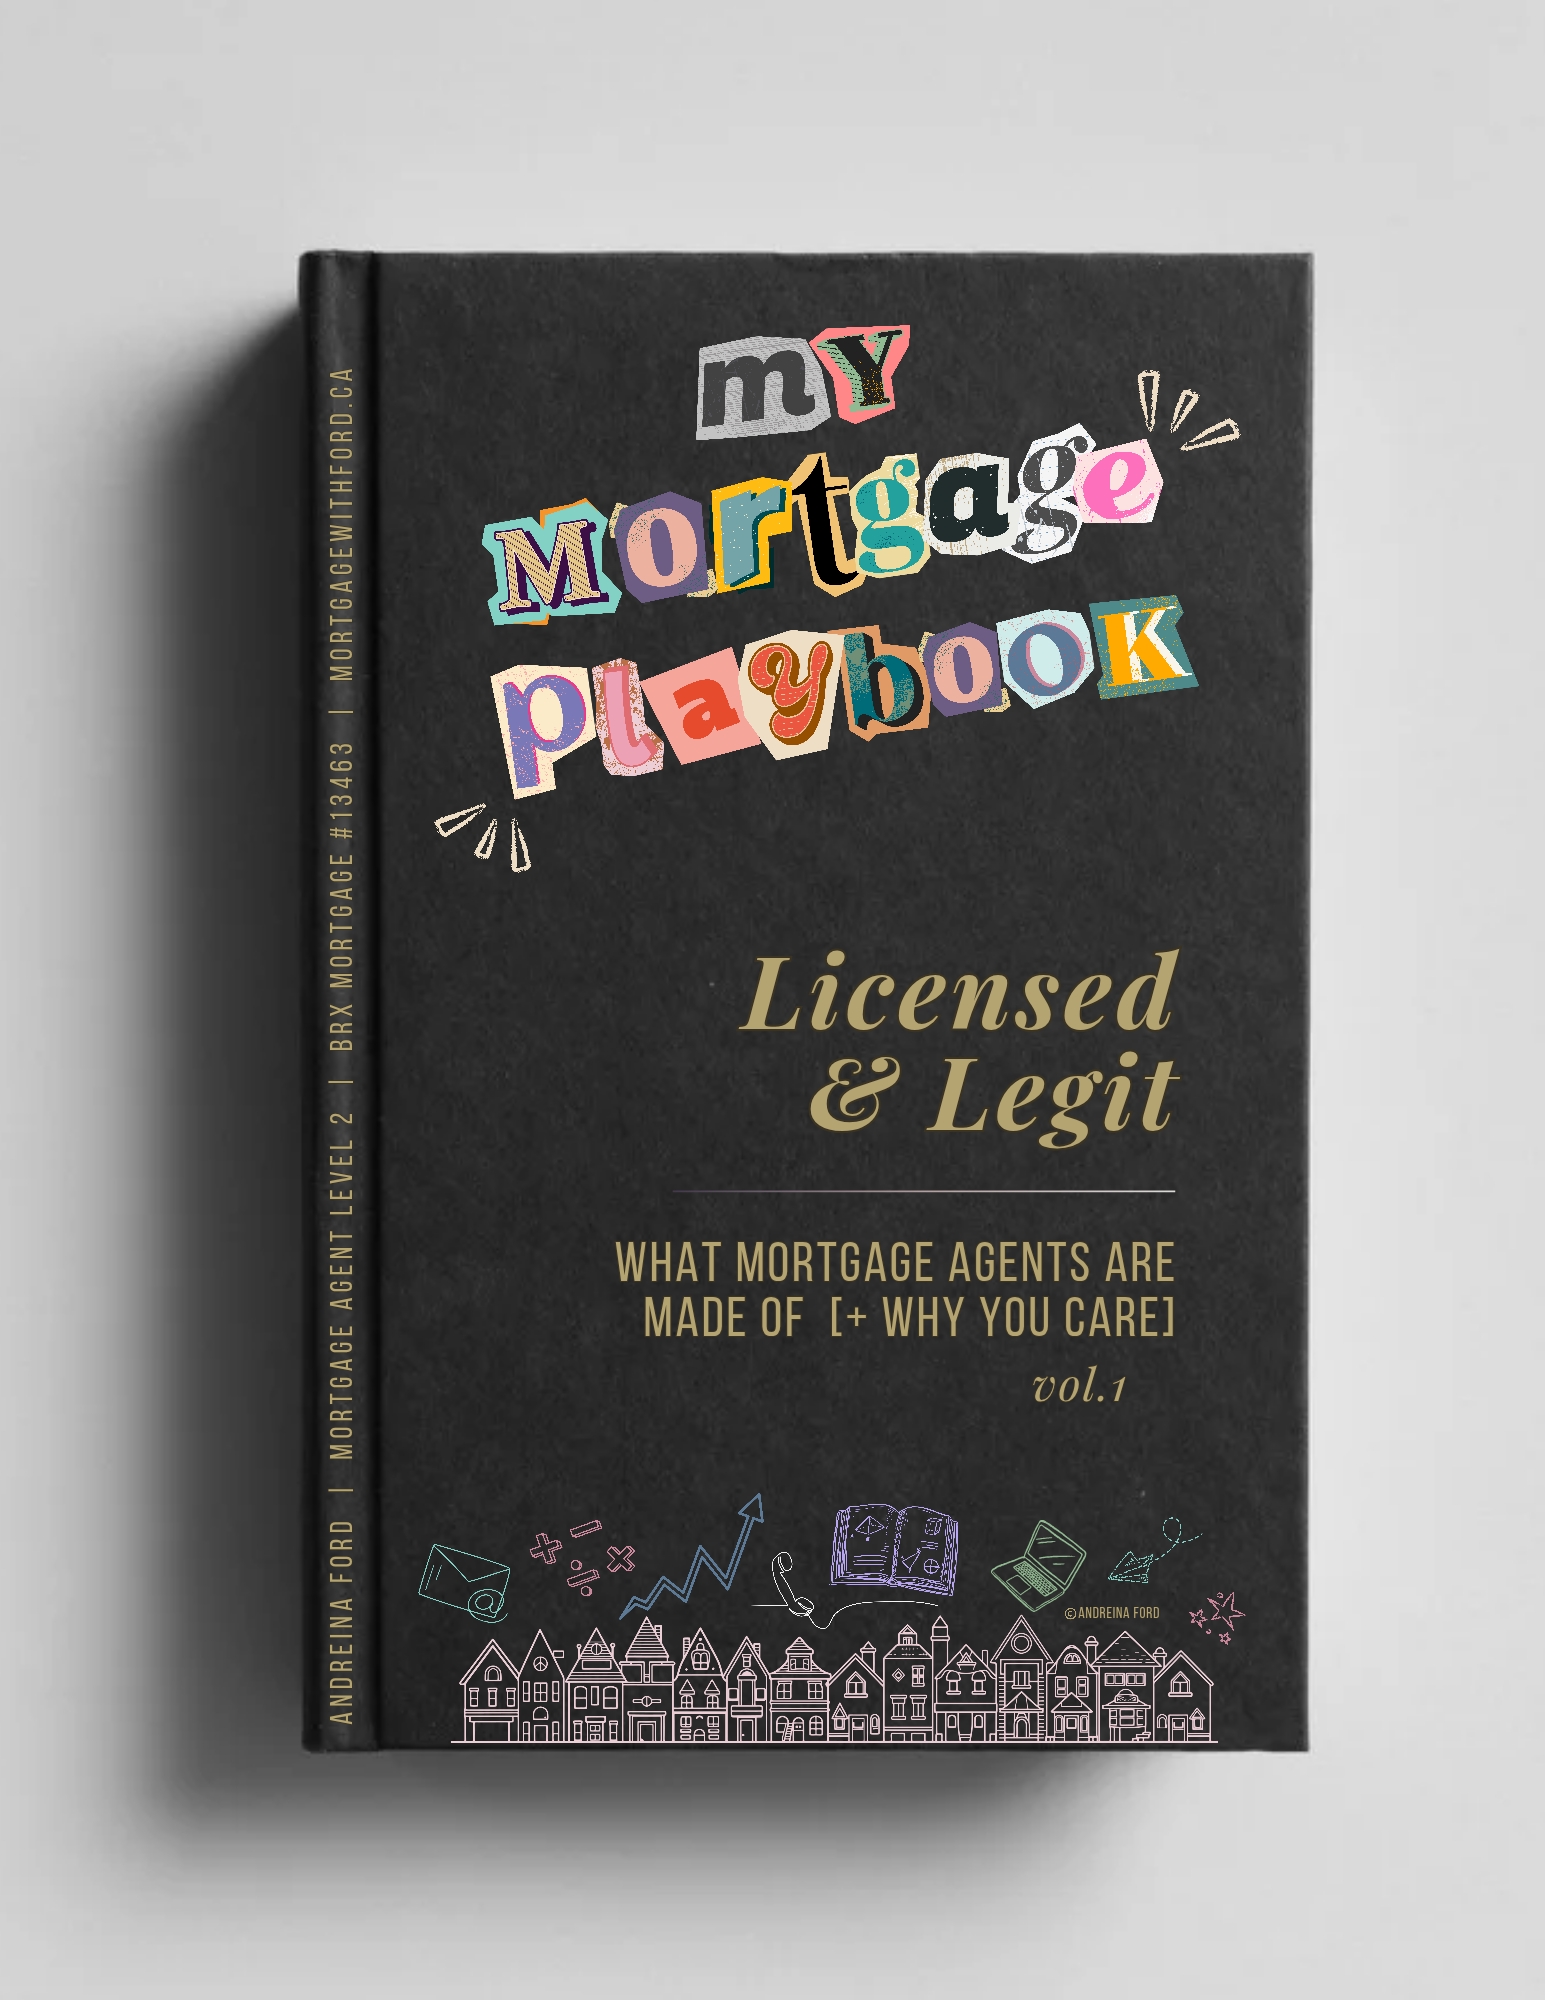 my
Mortgage
playbook
Licensed
& Legit
WHAT MORTGAGE AGENTS ARE
MADE OF [+ WHY YOU CARE]
vol.1
©ANDREINA FORD
ANDREINA FORD | MORTGAGE AGENT LEVEL 2 | BRX MORTGAGE #13463 | MORTGAGEWITHFORD.CA